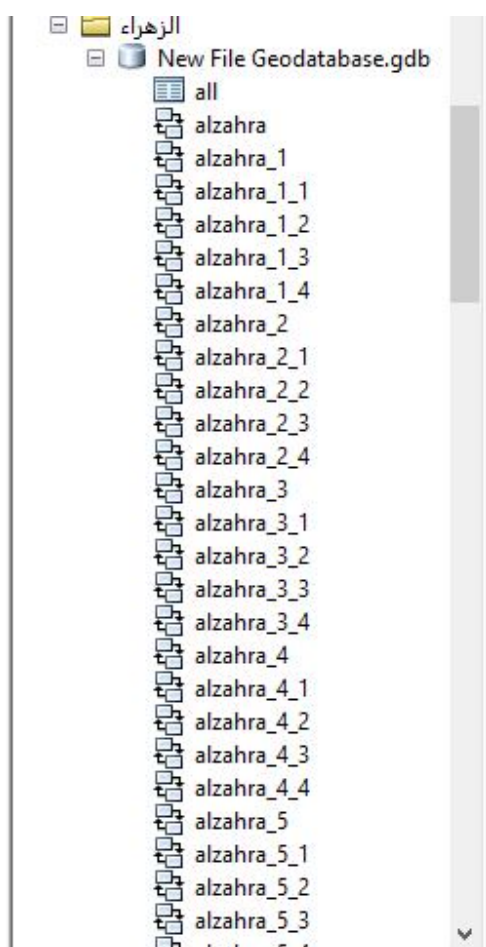 الزهراء
New File Geodatabase.gdb
all
alzahra
alzahra_1
alzahra_1_1
alzahra_1_2
alzahra_1_3
alzahra_1_4
alzahra_2
alzahra_2_1
alzahra_2_2
alzahra_2_3
alzahra_2_4
alzahra_3
alzahra_3_1
alzahra_3_2
alzahra_3_3
alzahra_3_4
alzahra_4
alzahra_4_1
alzahra_4_2
alzahra_4_3
alzahra_4_4
alzahra_5
alzahra_5_1
alzahra_5_2
alzahra_5_3